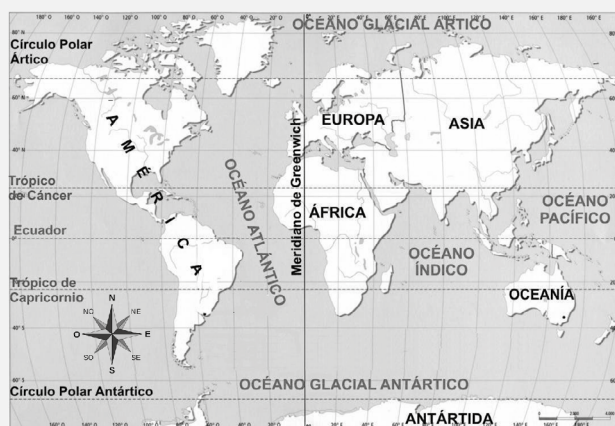 OCÉANO GLACIAL ÁRTICO
Círculo Polar
Ártico
EUROPA
ASIA
AMÉRICA
Meridiano de Greenwich
OCÉANO ATLÁNTICO
Trópico
de Cáncer
ÁFRICA
OCÉANO
PACÍFICO
Ecuador
OCÉANO
ÍNDICO
Trópico de
Capricornio
OCEANÍA
N
NO
NE
O
E
SO
SE
S
OCÉANO GLACIAL ANTÁRTICO
Círculo Polar Antártico
ANTÁRTIDA